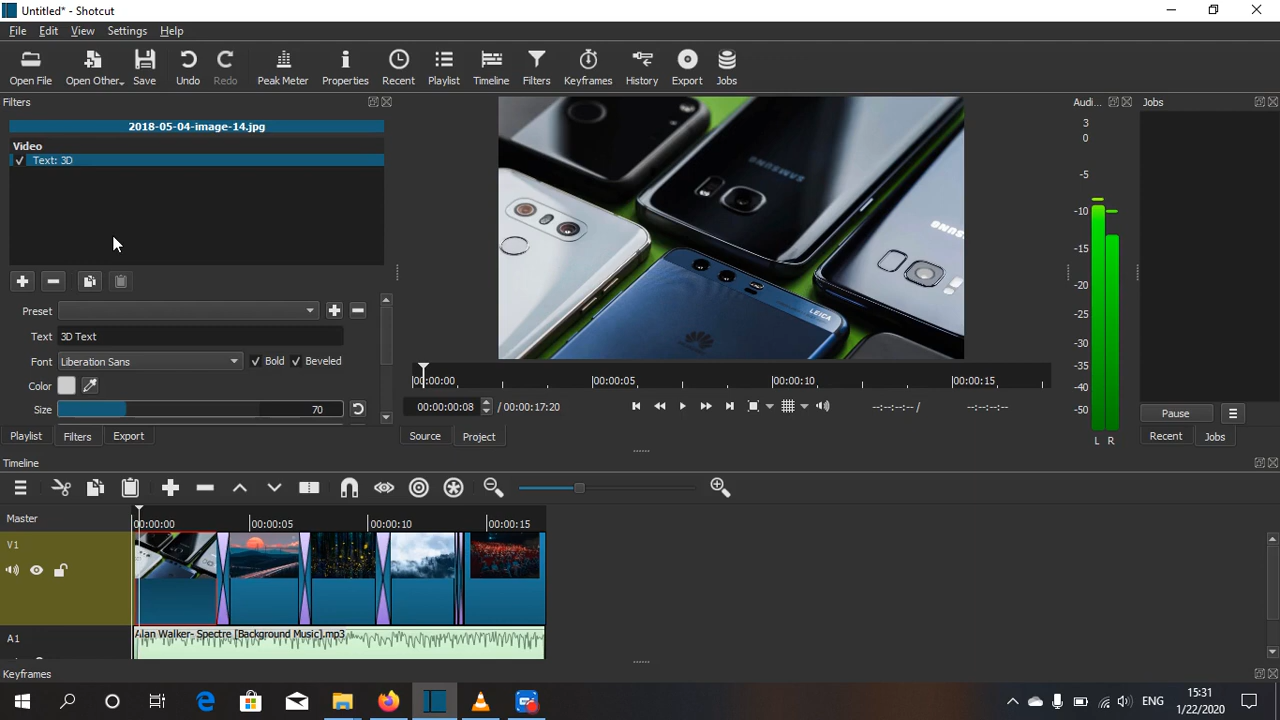 Untitled* - Shotcut
File Edit View Settings Help
Open File Open Other Save Undo Redo Peak Meter Properties Recent Playlist Timeline Filters Keyframes History Export Jobs
Filters
Audi... Jobs
2018-05-04-image-14.jpg
Video
Text: 3D
Preset
Text 3D Text
Font Liberation Sans Bold Beveled
Color
Size 70
SAMSUNG
LEICA
3
0
-5
-10
-15
-20
-25
-30
-35
-40
-50
L R
00:00:00 00:00:05 00:00:10 00:00:15
00:00:00:08 / 00:00:17:20 --:--:--:-- / --:--:--:--
Pause
Playlist Filters Export
Source Project
Recent Jobs
Timeline
Master 00:00:00 00:00:05 00:00:10 00:00:15
V1
A1 Alan Walker- Spectre [Background Music].mp3
Keyframes
ENG 15:31
1/22/2020